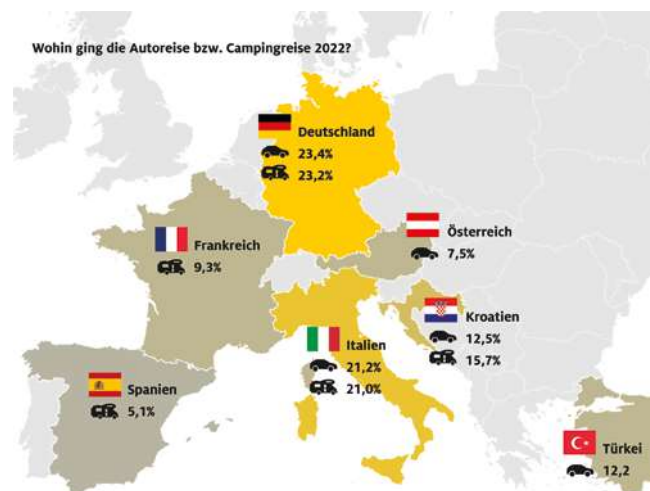 Wohin ging die Autoreise bzw. Campingreise 2022?
Deutschland
23,4%
23,2%
Frankreich
9,3%
Österreich
7,5%
Kroatien
12,5%
15,7%
Italien
21,2%
21,0%
Spanien
5,1%
Türkei
12,2